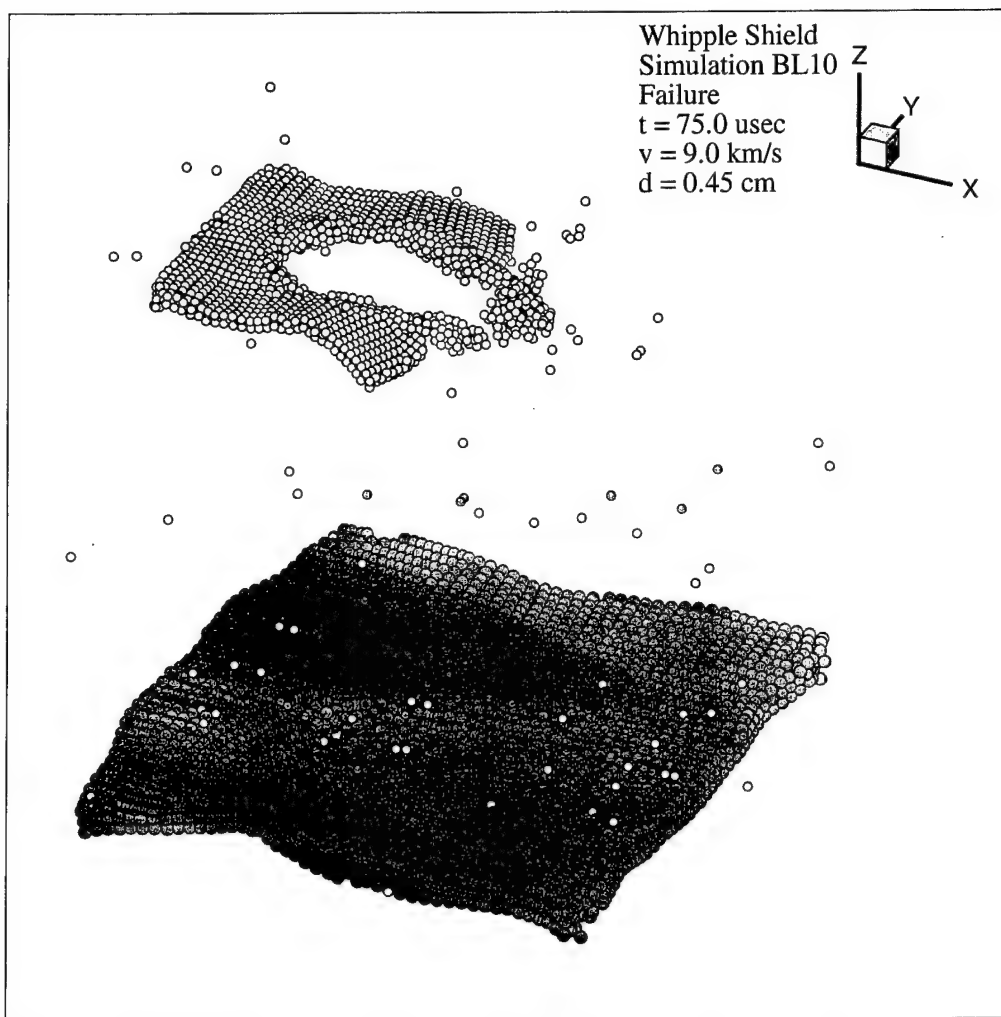 Whipple Shield
Simulation BL10
Failure
t = 75.0 usec
v = 9.0 km/s
d = 0.45 cm
Z
Y
X